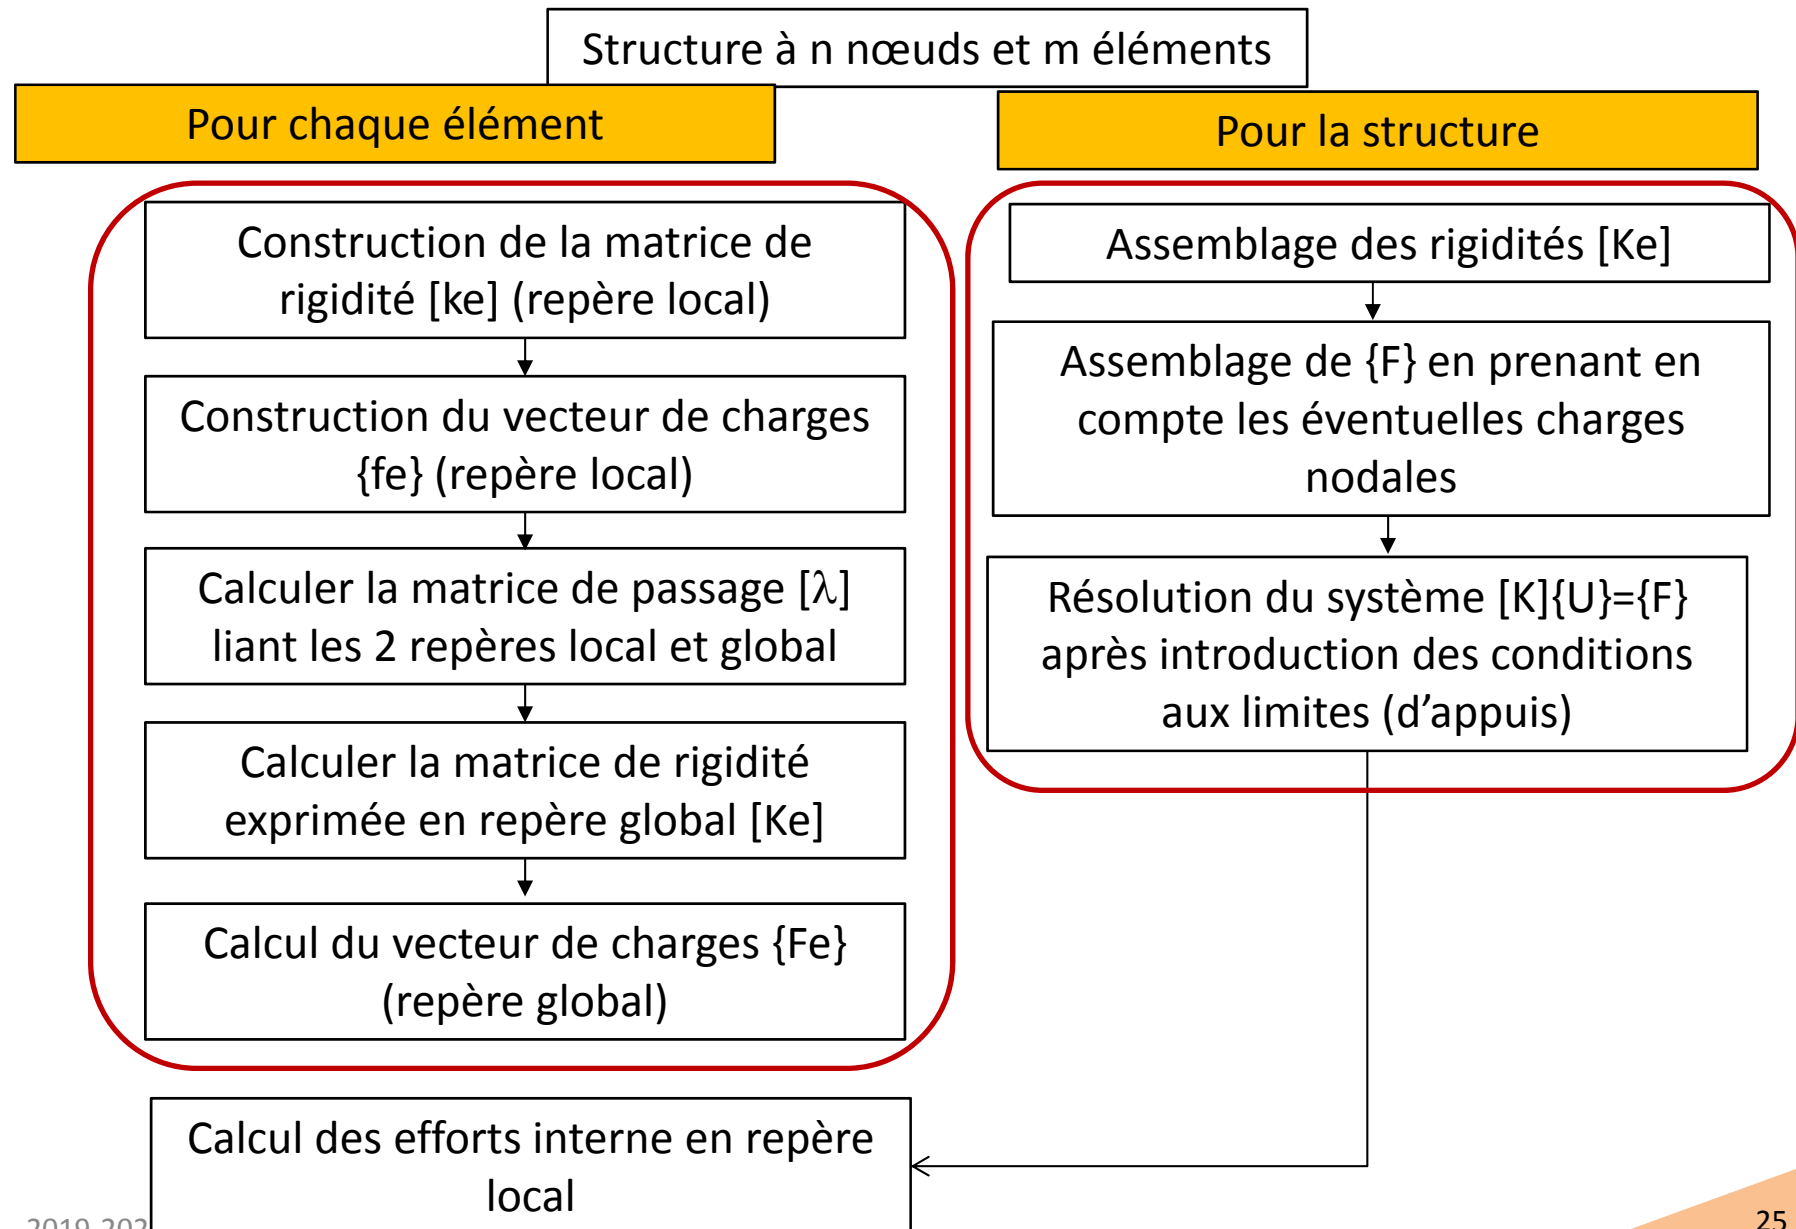 Structure à n nœuds et m éléments
Pour chaque élément
Construction de la matrice de
rigidité [ke] (repère local)
Construction du vecteur de charges
{fe} (repère local)
Calculer la matrice de passage [λ]
liant les 2 repères local et global
Calculer la matrice de rigidité
exprimée en repère global [Ke]
Calcul du vecteur de charges {Fe}
(repère global)
Pour la structure
Assemblage des rigidités [Ke]
Assemblage de {F} en prenant en
compte les éventuelles charges
nodales
Résolution du système [K]{U}={F}
après introduction des conditions
aux limites (d’appuis)
Calcul des efforts interne en repère
local
25